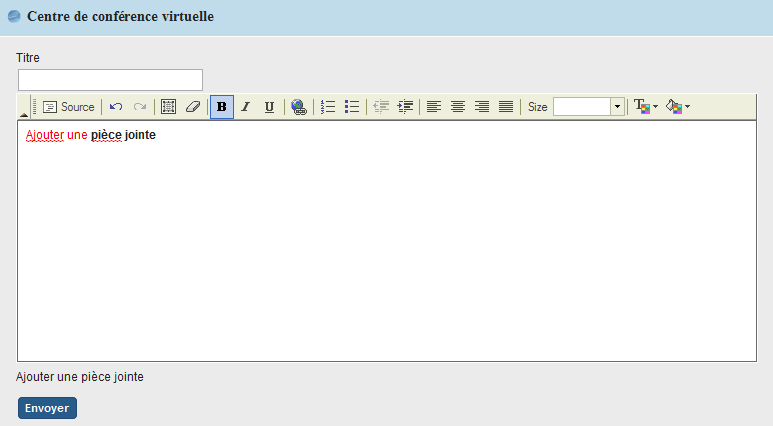 Centre de conférence virtuelle
Titre
Source B I U Size T
Ajouter une pièce jointe
Ajouter une pièce jointe
Envoyer